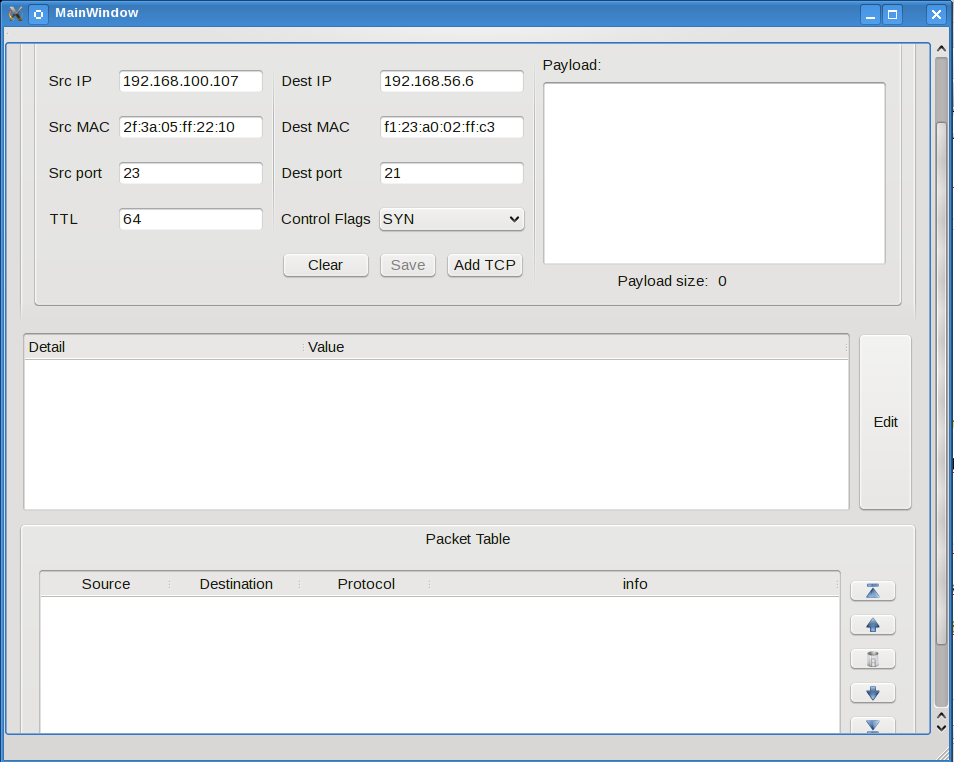 MainWindow
Src IP 192.168.100.107 Dest IP 192.168.56.6 Payload:
Src MAC 2f:3a:05:ff:22:10 Dest MAC f1:23:a0:02:ff:c3
Src port 23 Dest port 21
TTL 64 Control Flags SYN
Clear Save Add TCP
Payload size: 0
Detail Value
Edit
Packet Table
Source Destination Protocol info